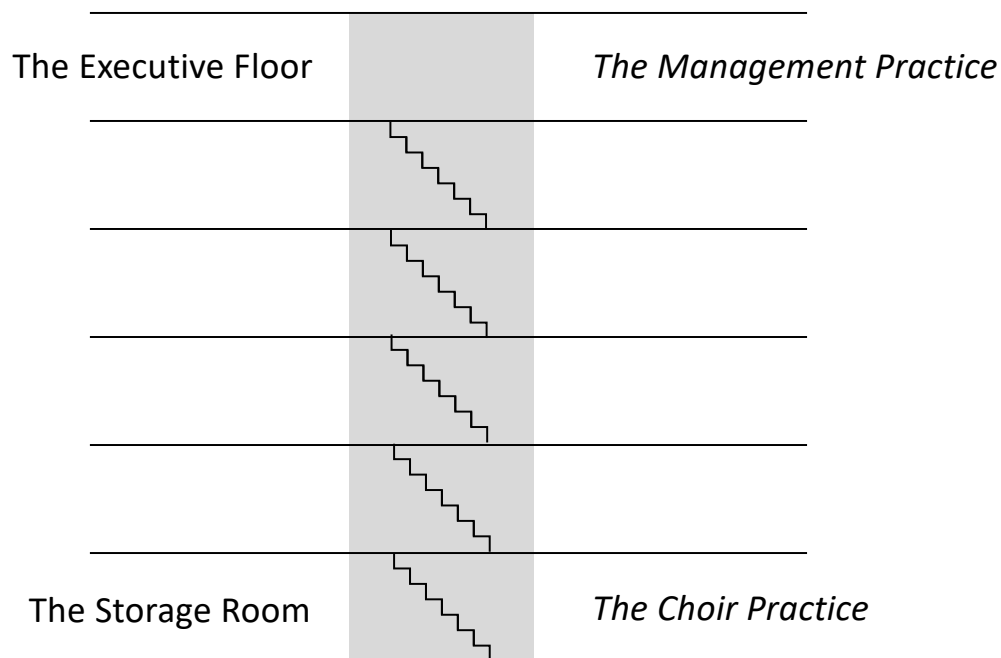 The Executive Floor
The Management Practice
The Storage Room
The Choir Practice